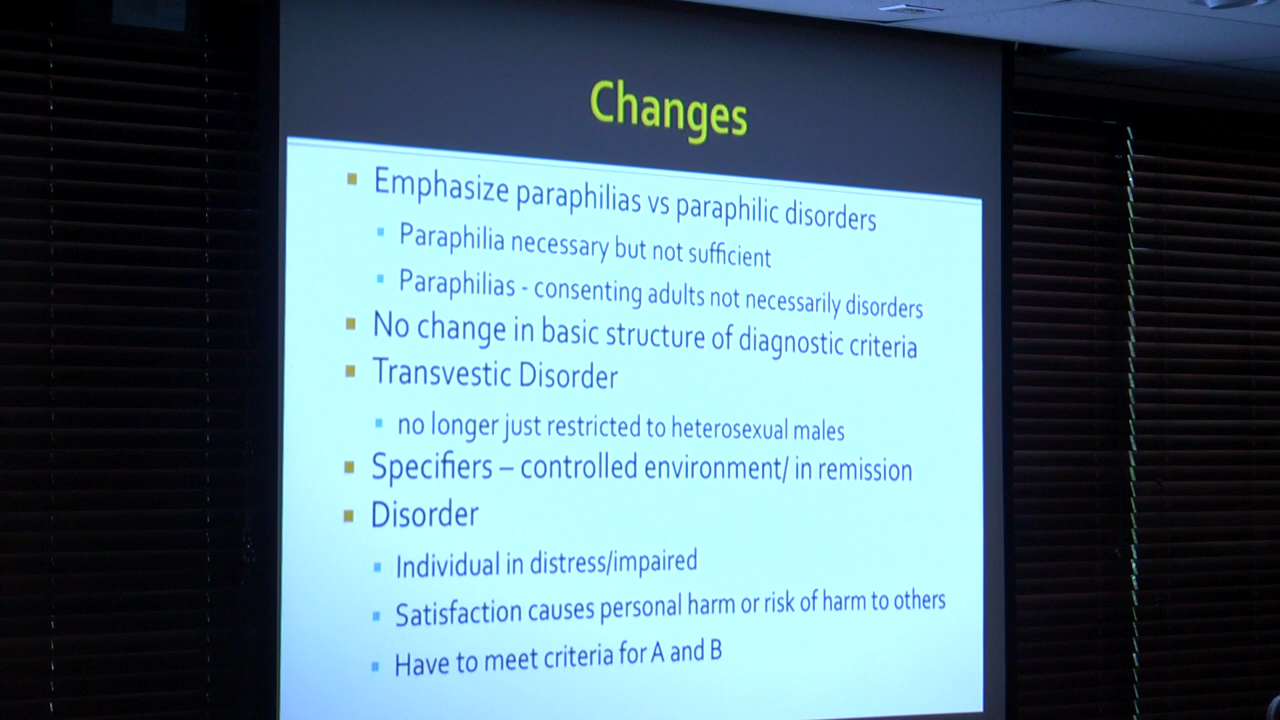 Changes
Emphasize paraphilias vs paraphilic disorders
Paraphilia necessary but not sufficient
Paraphilias - consenting adults not necessarily disorders
No change in basic structure of diagnostic criteria
Transvestic Disorder
no longer just restricted to heterosexual males
Specifiers – controlled environment/ in remission
Disorder
Individual in distress/impaired
Satisfaction causes personal harm or risk of harm to others
Have to meet criteria for A and B